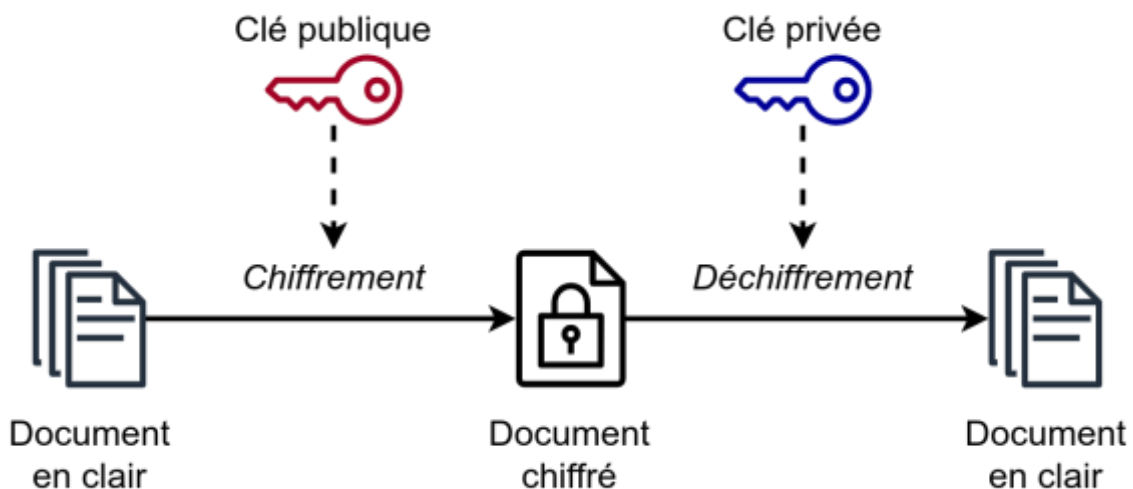 Clé publique
Clé privée
Chiffrement
Déchiffrement
Document
en clair
Document
chiffré
Document
en clair